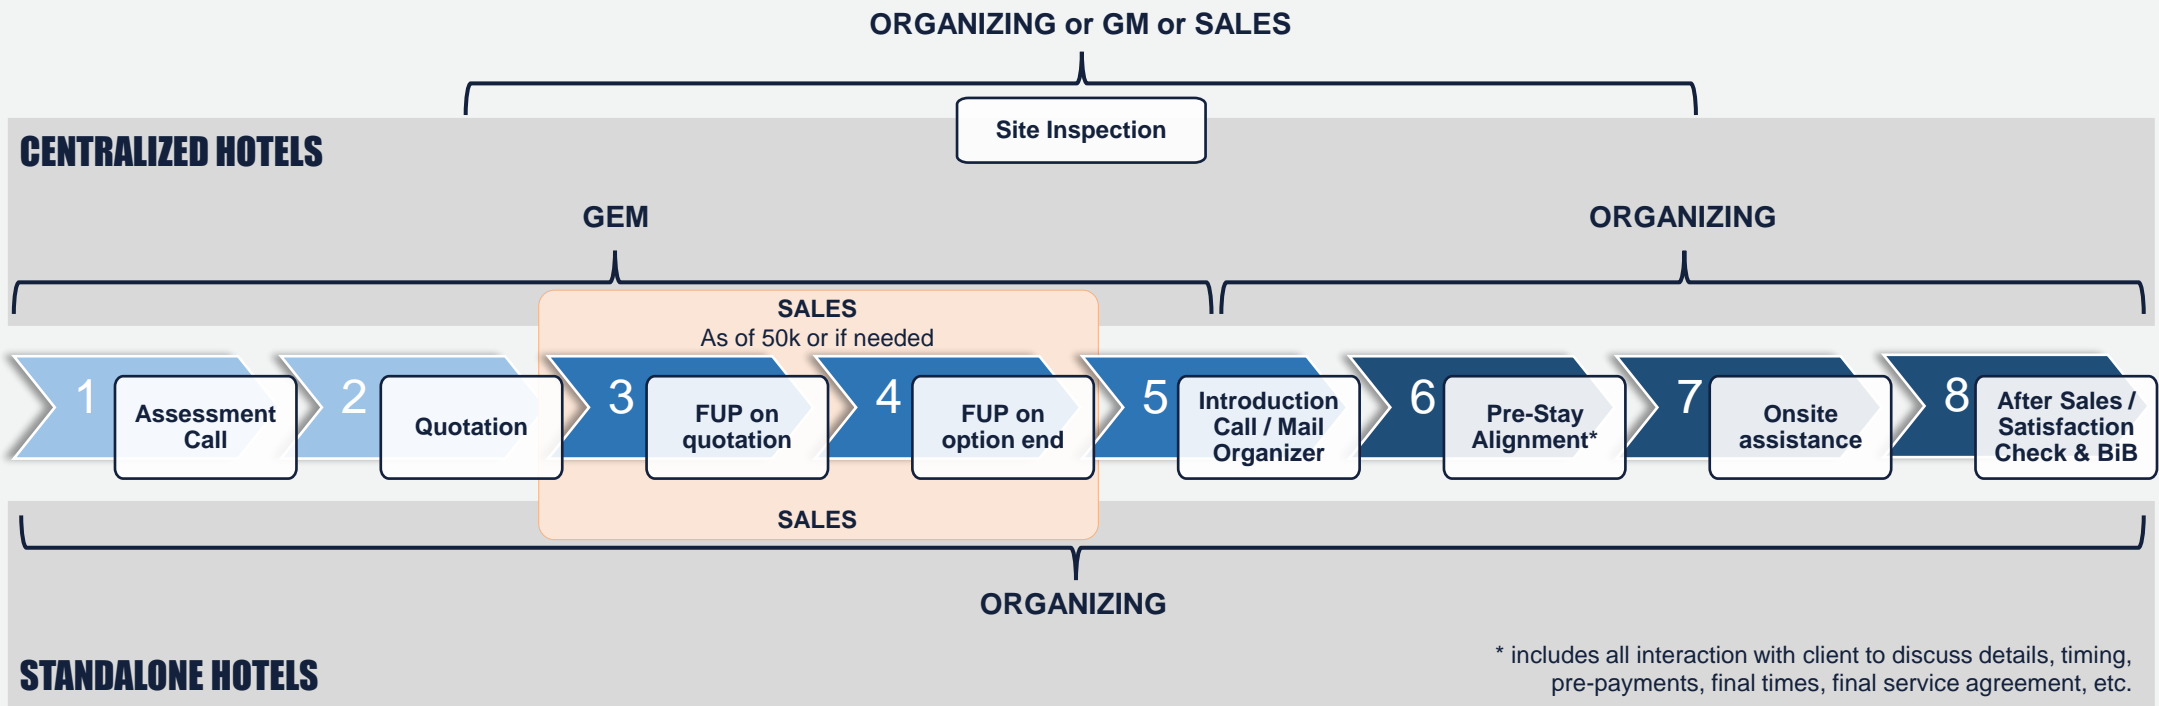 ORGANIZING or GM or SALES
Site Inspection
CENTRALIZED HOTELS
GEM
ORGANIZING
SALES
As of 50k or if needed
1
Assessment
Call
2
Quotation
3
FUP on
quotation
4
FUP on
option end
5
Introduction
Call / Mail
Organizer
6
Pre-Stay
Alignment*
7
Onsite
assistance
8
After Sales /
Satisfaction
Check & BiB
SALES
ORGANIZING
STANDALONE HOTELS
* includes all interaction with client to discuss details, timing,
pre-payments, final times, final service agreement, etc.